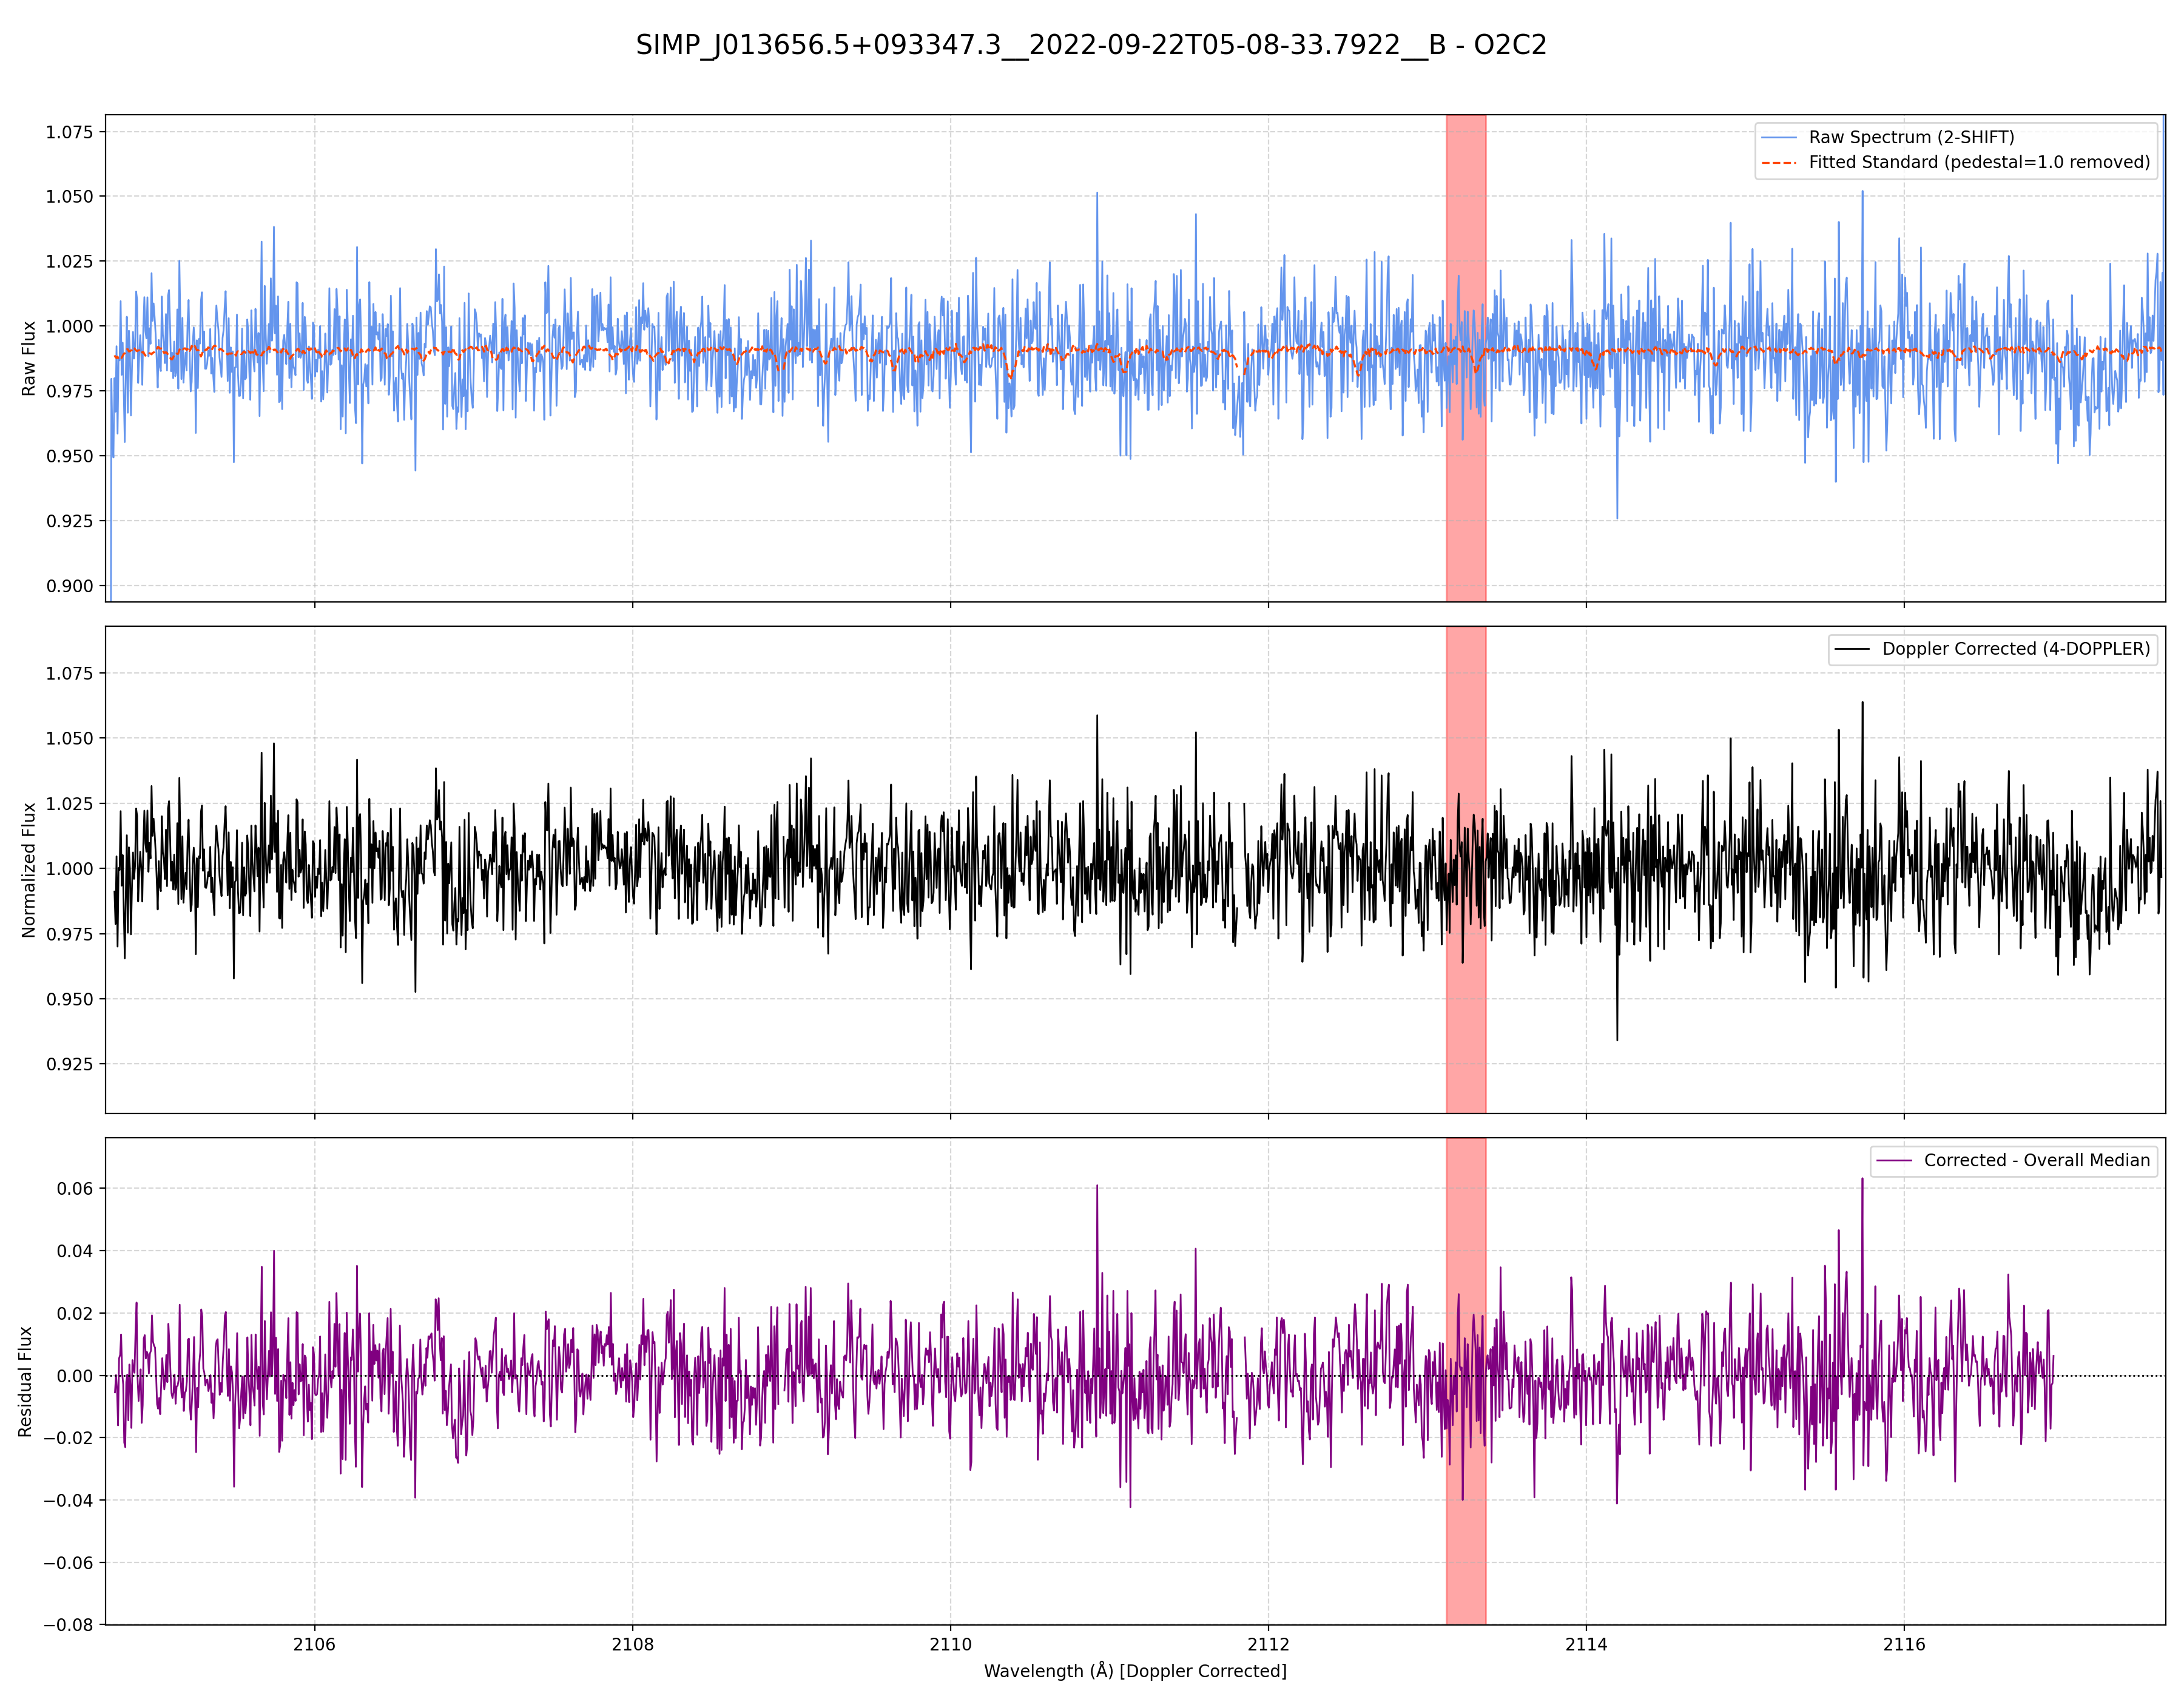 SIMP_J013656.5+093347.3__2022-09-22T05-08-33.7922__B - O2C2
1.075
1.050
1.025
1.000
0.975
0.950
0.925
0.900
Raw Flux
Raw Spectrum (2-SHIFT)
Fitted Standard (pedestal=1.0 removed)
1.075
1.050
1.025
1.000
0.975
0.950
0.925
Normalized Flux
Doppler Corrected (4-DOPPLER)
0.06
0.04
0.02
0.00
−0.02
−0.04
−0.06
−0.08
Residual Flux
Corrected - Overall Median
2106 2108 2110 2112 2114 2116
Wavelength (Å) [Doppler Corrected]